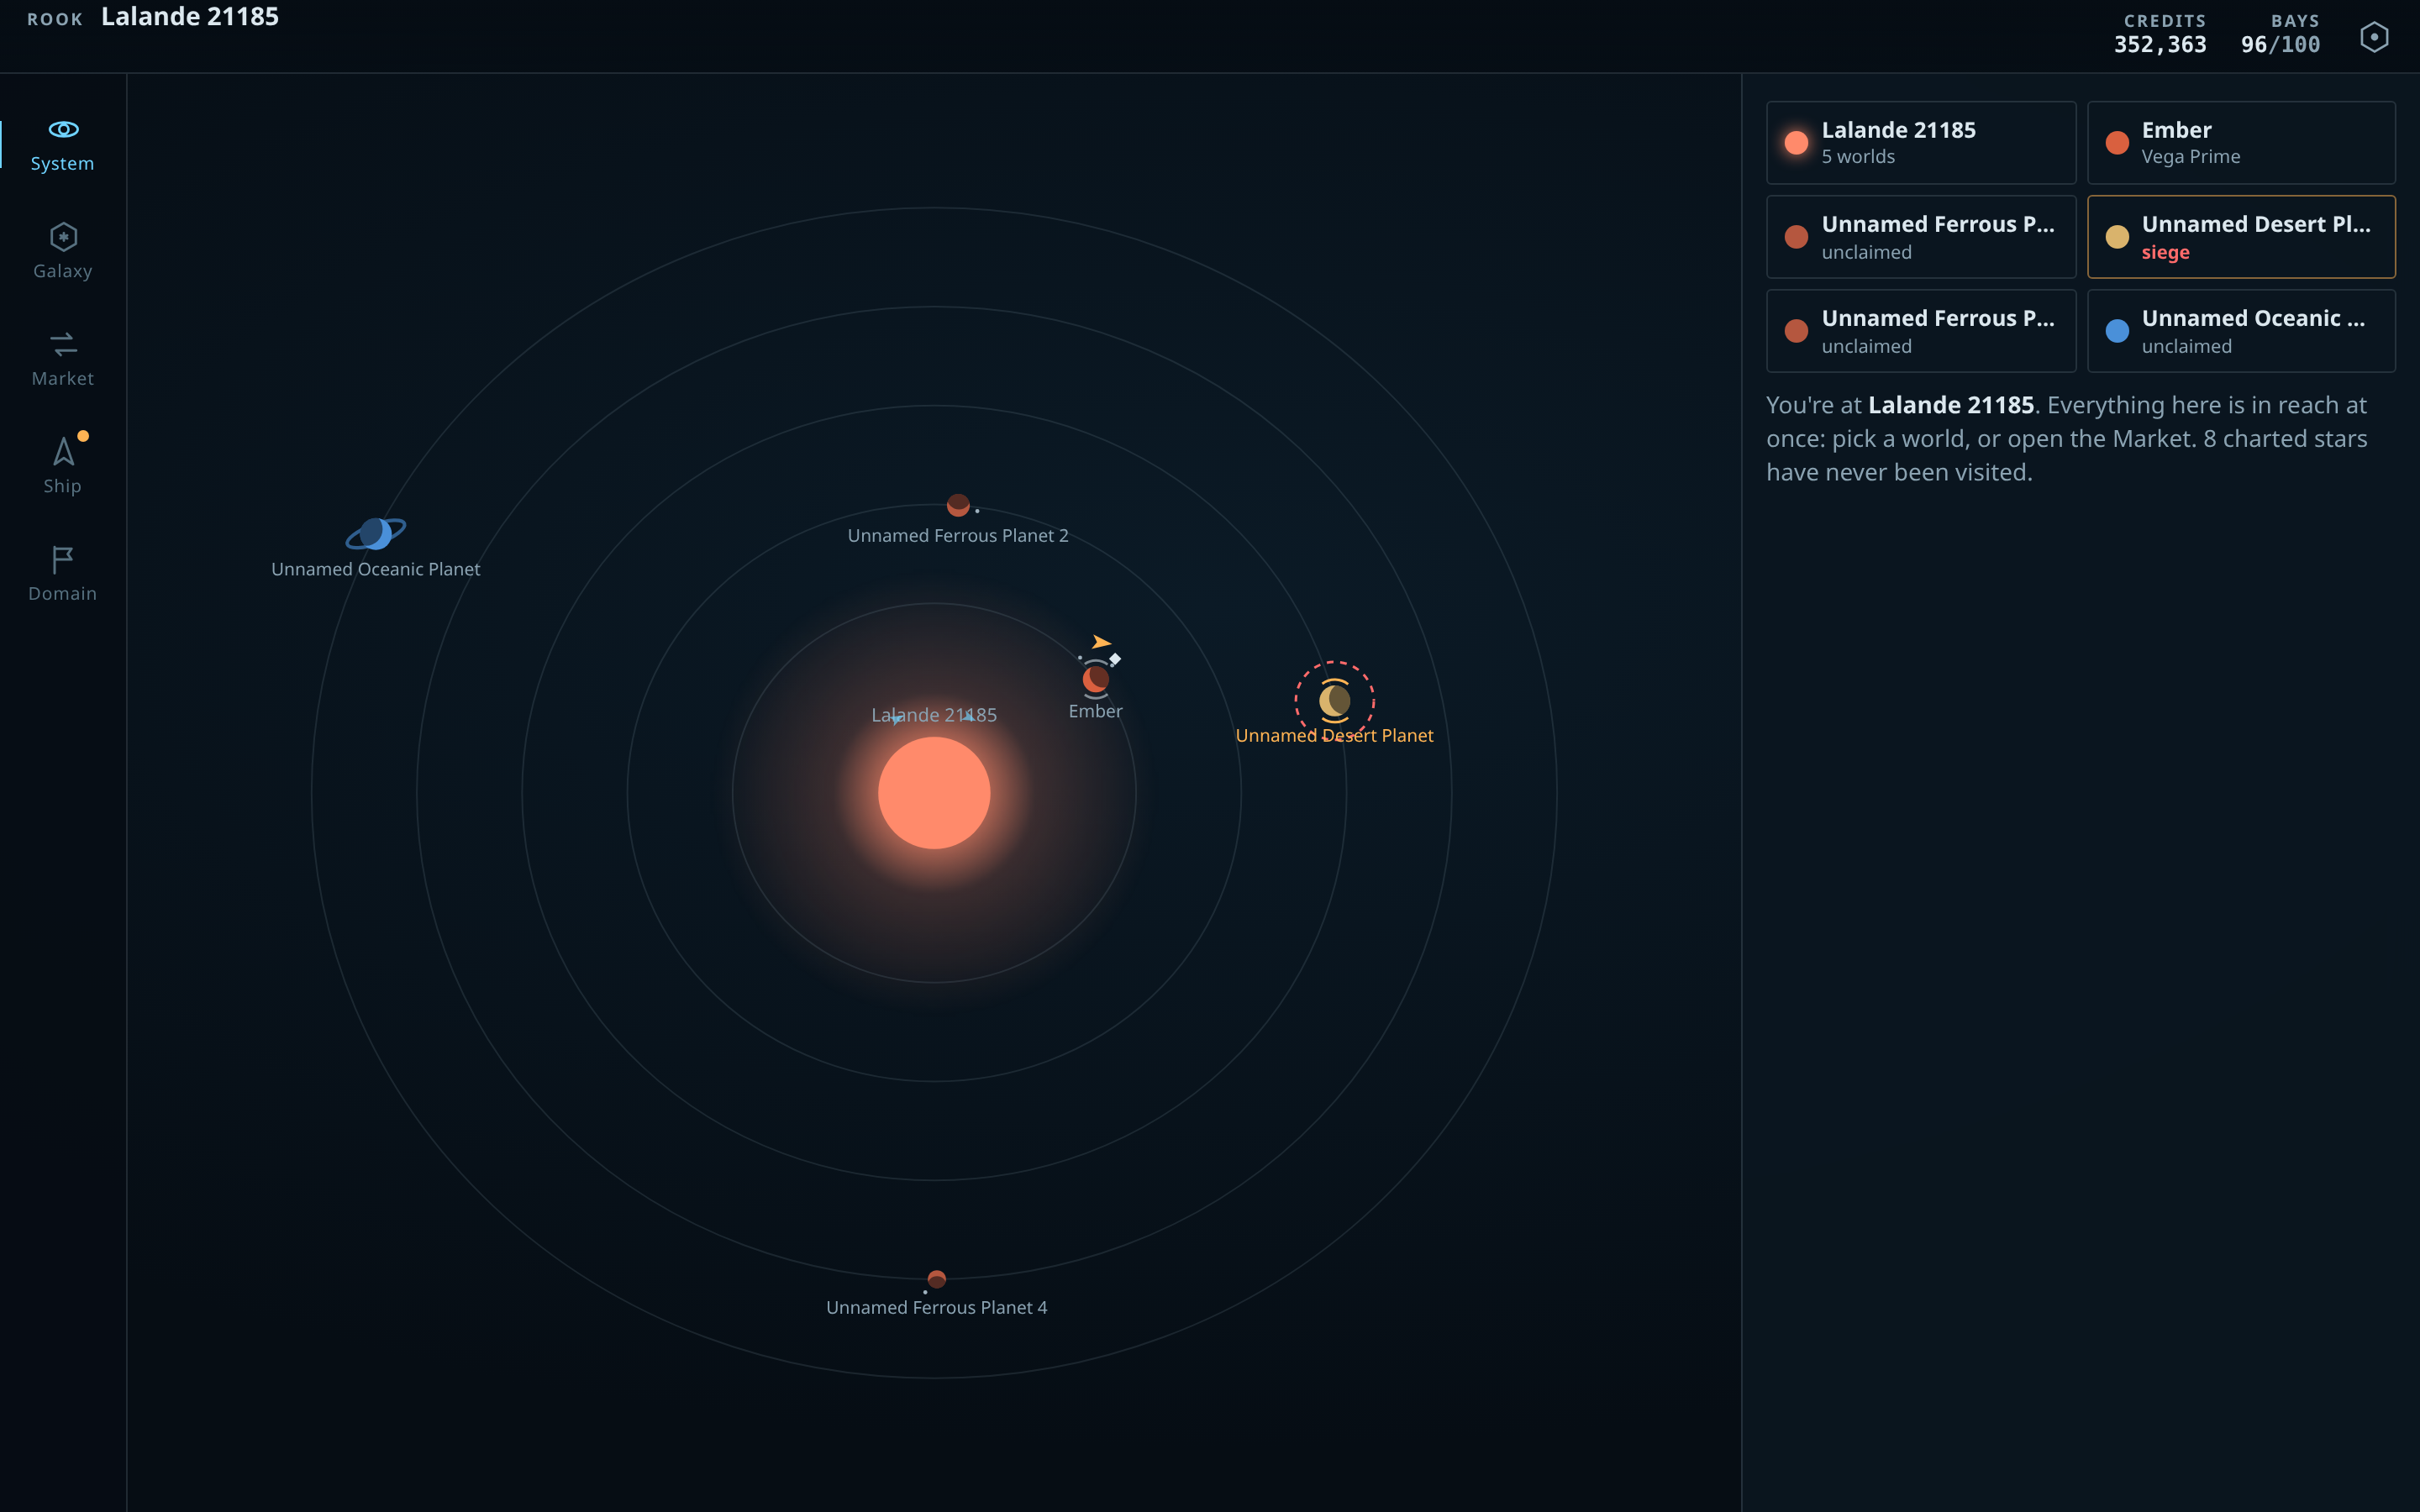 ROOK Lalande 21185
CREDITS
352,363
BAYS
96/100
System
Galaxy
Market
Ship
Domain
Unnamed Oceanic Planet
Unnamed Ferrous Planet 2
Lalande 21185
Ember
Unnamed Desert Planet
Unnamed Ferrous Planet 4
Lalande 21185
5 worlds
Ember
Vega Prime
Unnamed Ferrous P...
unclaimed
Unnamed Desert Pl...
siege
Unnamed Ferrous P...
unclaimed
Unnamed Oceanic ...
unclaimed
You're at Lalande 21185. Everything here is in reach at
once: pick a world, or open the Market. 8 charted stars
have never been visited.